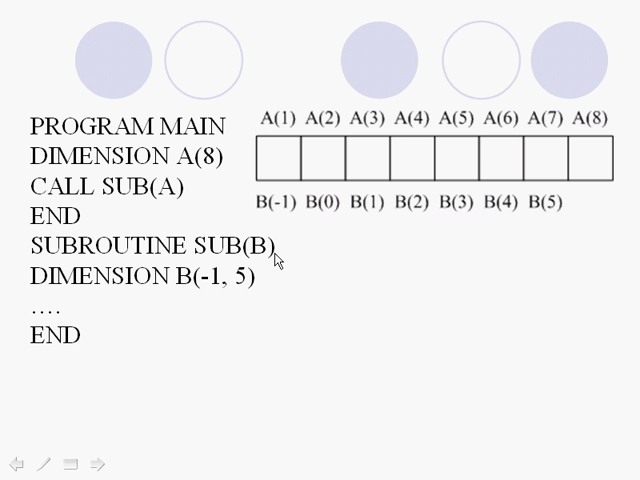 PROGRAM MAIN
DIMENSION A(8)
CALL SUB(A)
END
SUBROUTINE SUB(B)
DIMENSION B(-1, 5)
....
END
A(1) A(2) A(3) A(4) A(5) A(6) A(7) A(8)
B(-1) B(0) B(1) B(2) B(3) B(4) B(5)